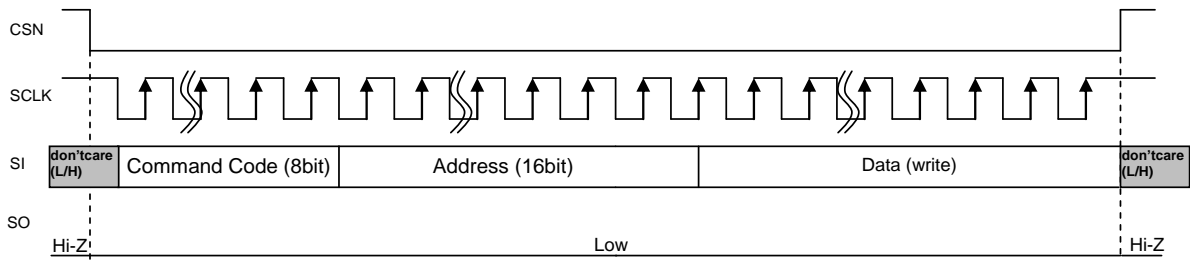 CSN
SCLK
SI
don'tcare
(L/H)
Command Code (8bit)
Address (16bit)
Data (write)
don'tcare
(L/H)
SO
Hi-Z
Low
Hi-Z